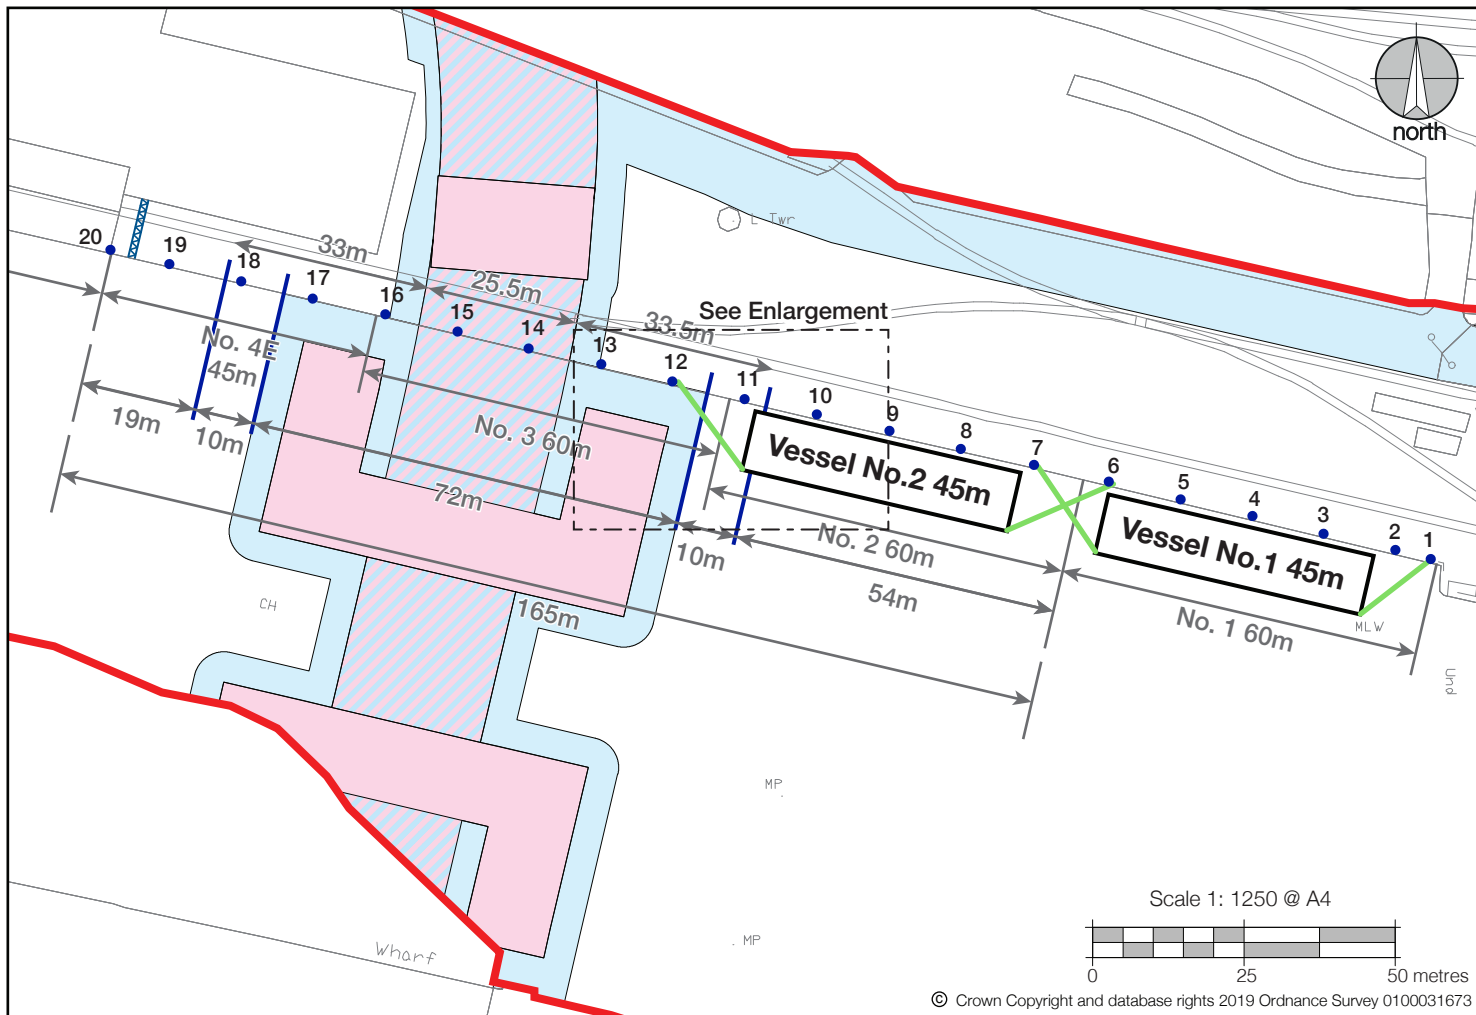 north
L Twr
20
19
18
17
16
15
14
13
12
11
10
9
8
7
6
5
4
3
2
1
33m
25.5m
33.5m
See Enlargement
No. 4E
45m
19m
10m
No. 3 60m
72m
Vessel No.2 45m
Vessel No.1 45m
No. 2 60m
10m
54m
165m
No. 1 60m
MLW
Und
CH
MP
MP
Wharf
Scale 1: 1250 @ A4
0
25
50 metres
© Crown Copyright and database rights 2019 Ordnance Survey 0100031673